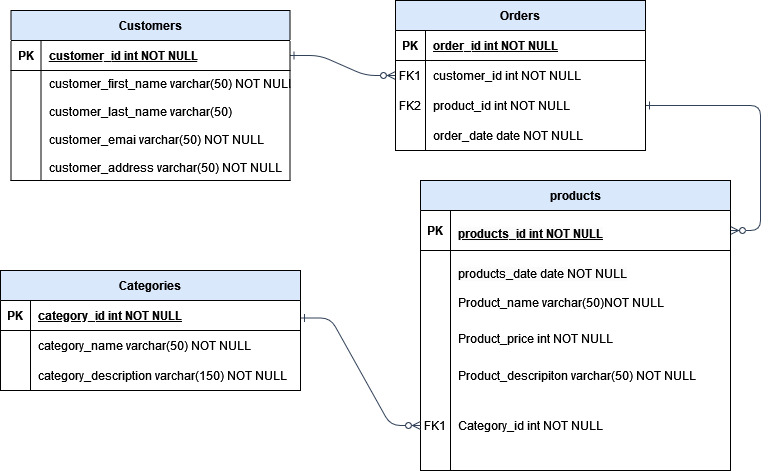 Customers
PK customer_id int NOT NULL
customer_first_name varchar(50) NOT NULL
customer_last_name varchar(50)
customer_emai varchar(50) NOT NULL
customer_address varchar(50) NOT NULL
Orders
PK order_id int NOT NULL
FK1 customer_id int NOT NULL
FK2 product_id int NOT NULL
order_date date NOT NULL
products
PK products_id int NOT NULL
products_date date NOT NULL
Product_name varchar(50)NOT NULL
Product_price int NOT NULL
Product_descripiton varchar(50) NOT NULL
FK1 Category_id int NOT NULL
Categories
PK category_id int NOT NULL
category_name varchar(50) NOT NULL
category_description varchar(150) NOT NULL